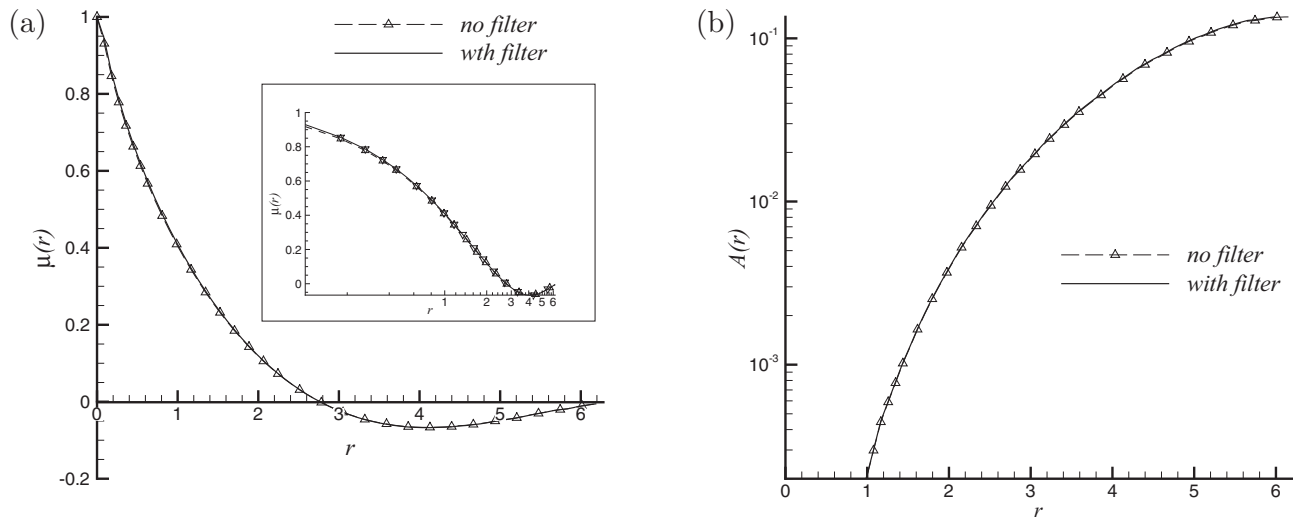 (a)
no filter
wth filter
1
0.8
0.6
0.4
0.2
0
-0.2
μ(r)
0 1 2 3 4 5 6
r
1
0.8
0.6
0.4
0.2
0
μ(r)
1 2 3 4 5 6
r
(b)
10⁻¹
10⁻²
10⁻³
A(r)
no filter
with filter
0 1 2 3 4 5 6
r